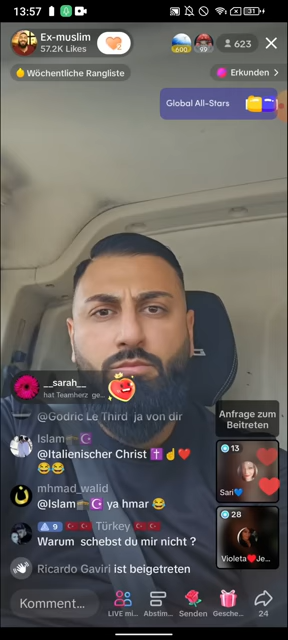 13:57
31
Ex-muslim
57.2K Likes
600
99
623
Wöchentliche Rangliste
Erkunden >
Global All-Stars
__sarah__
hat Teamherz ge...
@Godric Le Third ja von dir
Islam
@Italienischer Christ ✝️☝️❤️
😂😂
mhmad_walid
@Islam ☪️ ya hmar 😂
9 🇹🇷 🇹🇷 Türkey 🇹🇷 🇹🇷
Warum schebst du mir nicht ?
Ricardo Gaviri ist beigetreten
Anfrage zum
Beitreten
13
Sari💙
28
Violeta❤️Je...
Komment...
LIVE mi...
Abstim...
Senden
Gesche...
24